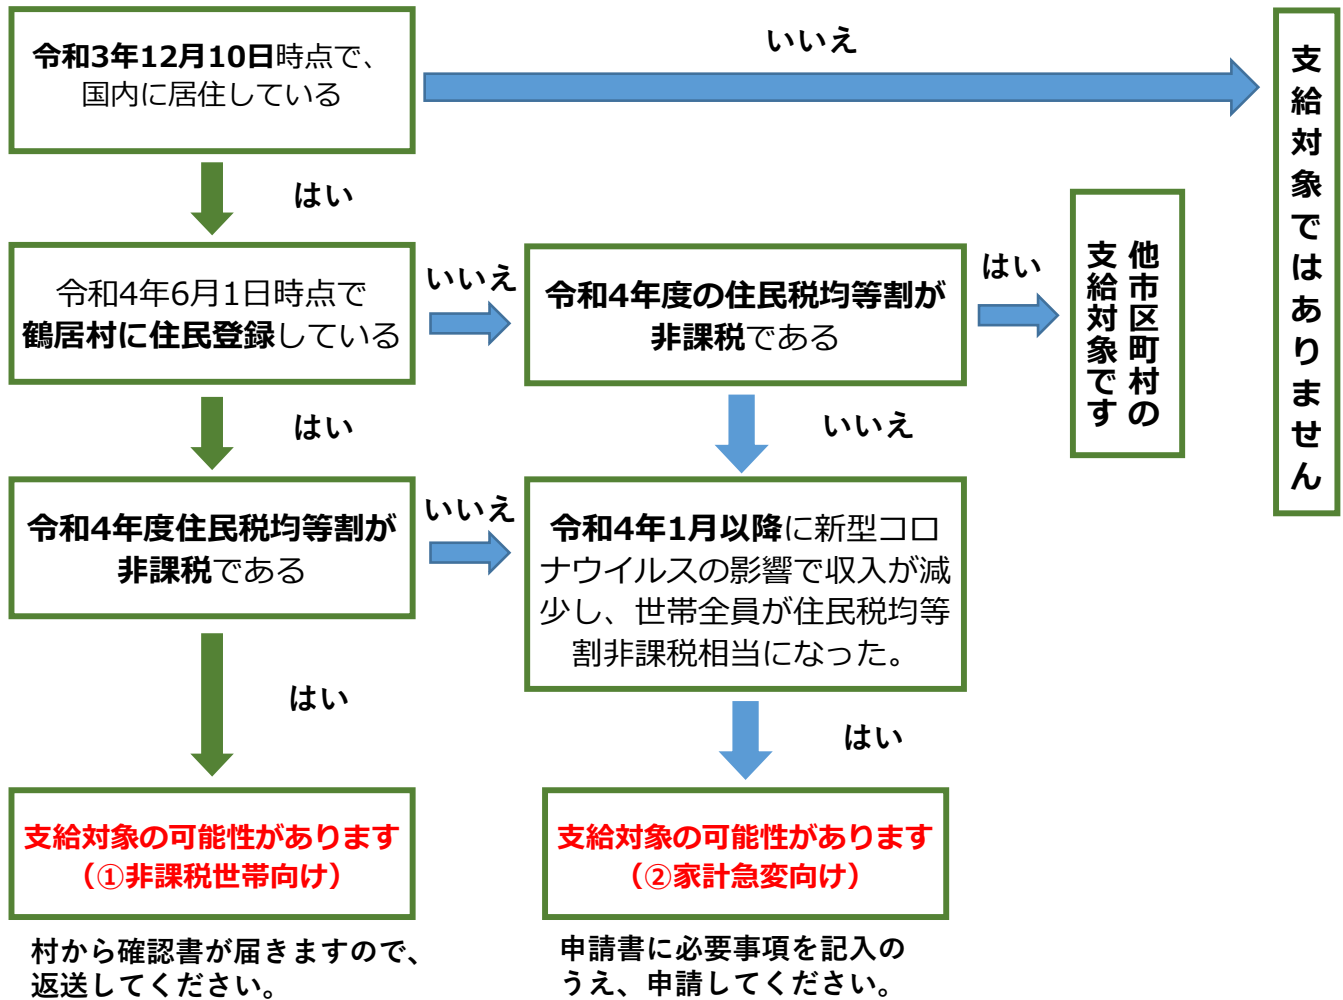 令和3年12月10日時点で、
国内に居住している
いいえ
支給対象ではありません
はい
令和4年6月1日時点で
鶴居村に住民登録している
いいえ
令和4年度の住民税均等割が
非課税である
はい
他市区町村の
支給対象です
はい
いいえ
令和4年度住民税均等割が
非課税である
いいえ
令和4年1月以降に新型コロ
ナウイルスの影響で収入が減
少し、世帯全員が住民税均等
割非課税相当になった。
はい
はい
支給対象の可能性があります
（①非課税世帯向け）
支給対象の可能性があります
（②家計急変向け）
村から確認書が届きますので、
返送してください。
申請書に必要事項を記入の
うえ、申請してください。